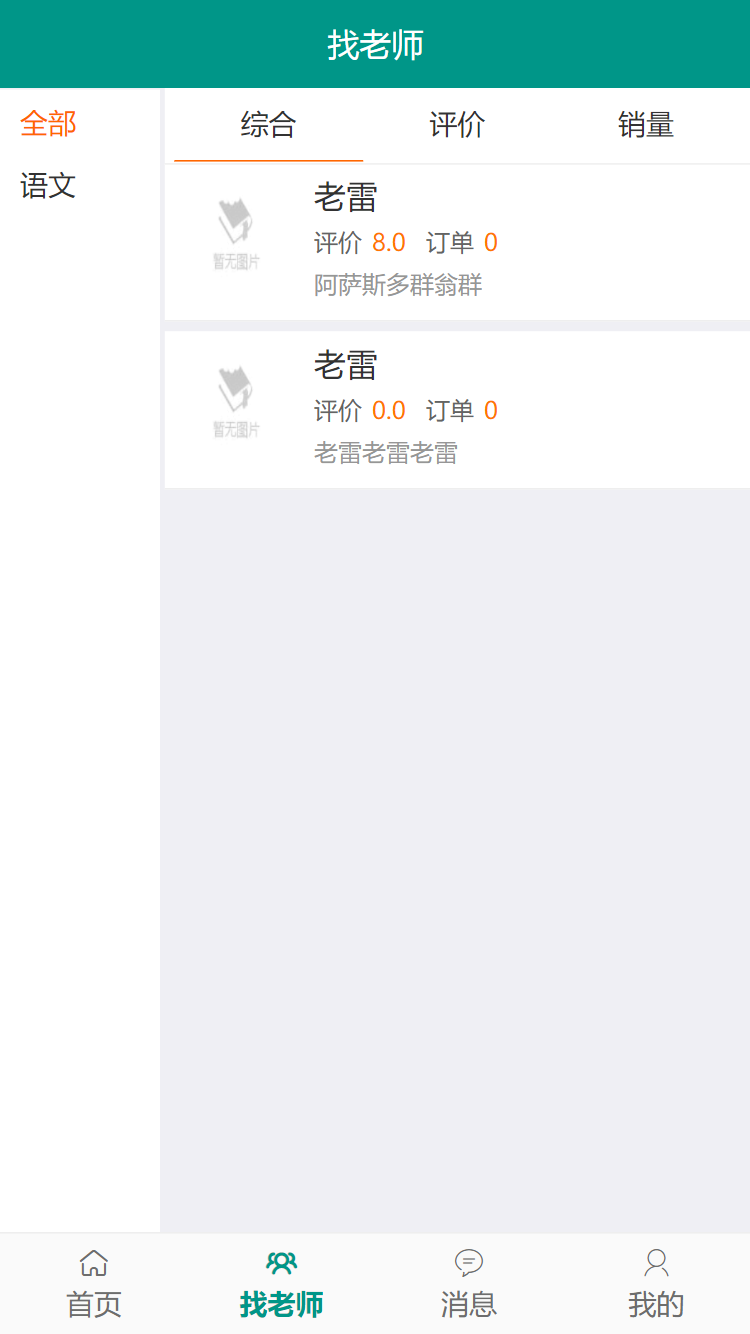 找老师
全部
语文
综合 评价 销量
暂无图片
老雷
评价 8.0 订单 0
阿萨斯多群翁群
暂无图片
老雷
评价 0.0 订单 0
老雷老雷老雷
首页 找老师 消息 我的